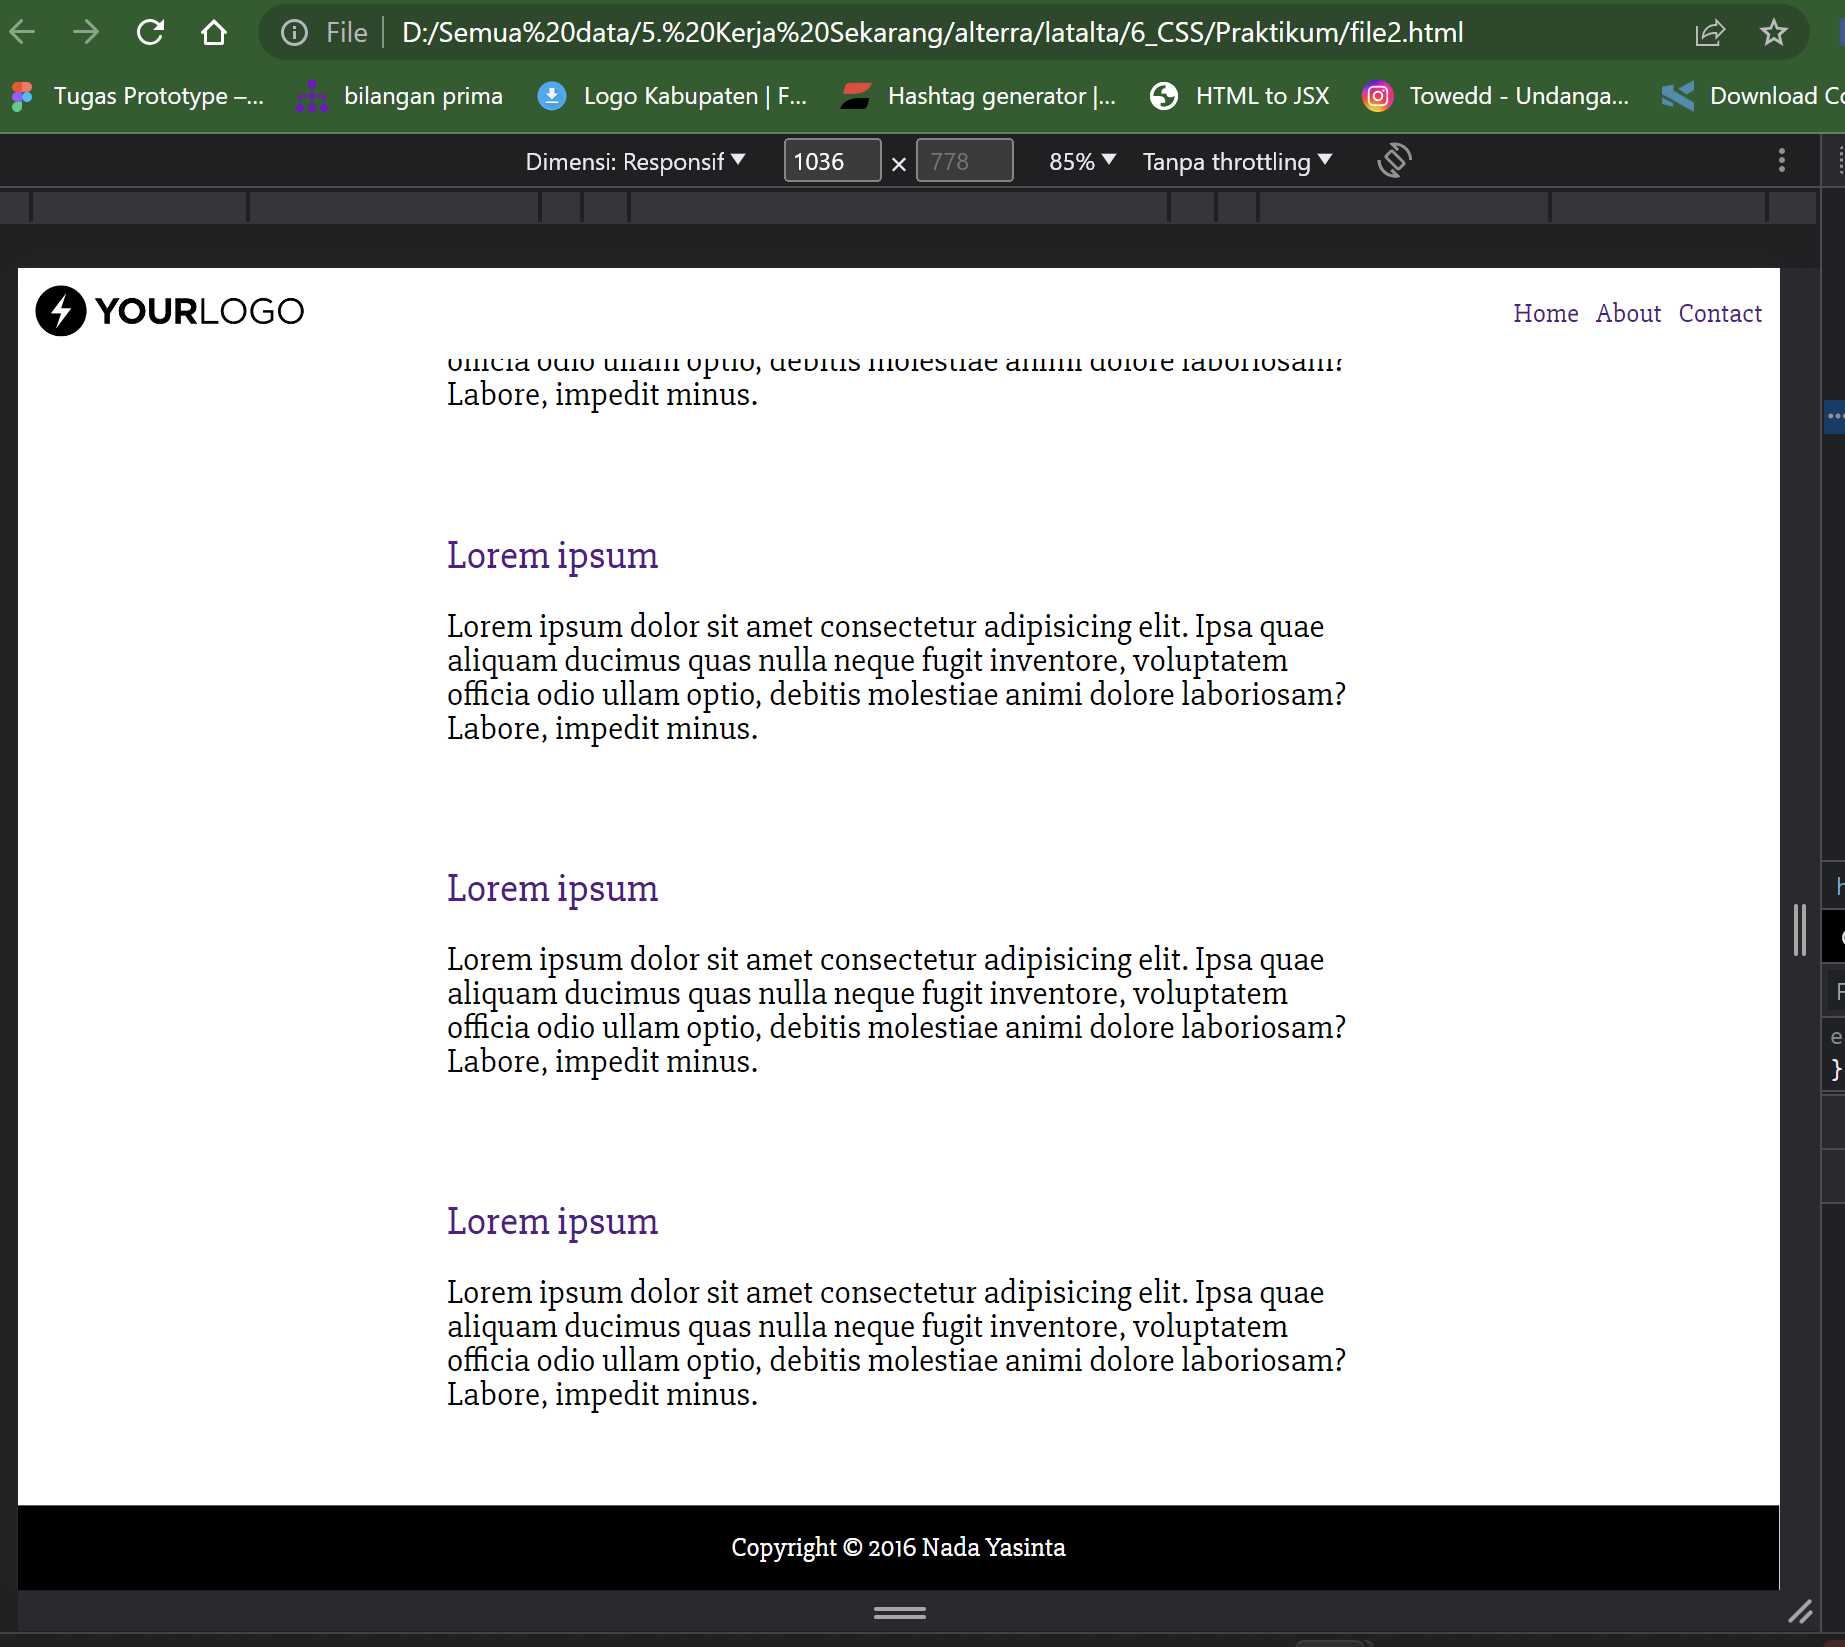 File D:/Semua%20data/5.%20Kerja%20Sekarang/alterra/latalta/6_CSS/Praktikum/file2.html
Tugas Prototype –... bilangan prima Logo Kabupaten | F... Hashtag generator |... HTML to JSX Towedd - Undanga... Download
Dimensi: Responsif 1036 × 778 85% Tanpa throttling
YOURLOGO Home About Contact
officia odio ullam optio, debitis molestiae animi dolore laboriosam?
Labore, impedit minus.
Lorem ipsum
Lorem ipsum dolor sit amet consectetur adipisicing elit. Ipsa quae
aliquam ducimus quas nulla neque fugit inventore, voluptatem
officia odio ullam optio, debitis molestiae animi dolore laboriosam?
Labore, impedit minus.
Lorem ipsum
Lorem ipsum dolor sit amet consectetur adipisicing elit. Ipsa quae
aliquam ducimus quas nulla neque fugit inventore, voluptatem
officia odio ullam optio, debitis molestiae animi dolore laboriosam?
Labore, impedit minus.
Lorem ipsum
Lorem ipsum dolor sit amet consectetur adipisicing elit. Ipsa quae
aliquam ducimus quas nulla neque fugit inventore, voluptatem
officia odio ullam optio, debitis molestiae animi dolore laboriosam?
Labore, impedit minus.
Copyright © 2016 Nada Yasinta